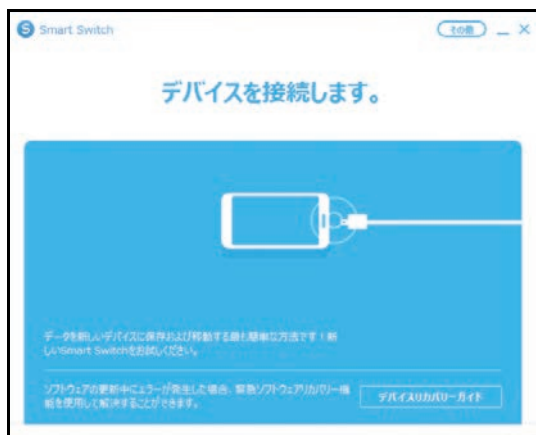 Smart Switch
その他
デバイスを接続します。
データを新しいデバイスに保存および移動する最も簡単な方法です！新
しいSmart Switchをお試しください。
ソフトウェアの更新中にエラーが発生した場合、緊急ソフトウェアリカバリー機
能を使用して解決することができます。
デバイスリカバリーガイド